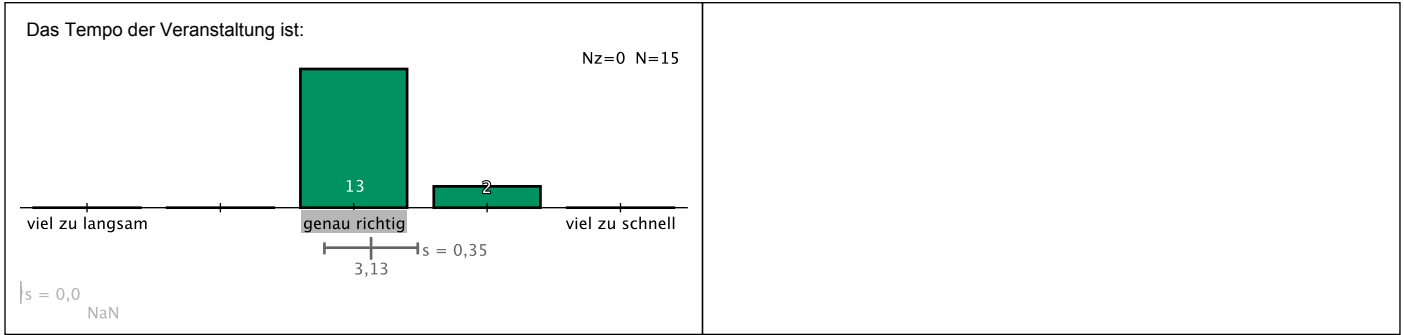 Das Tempo der Veranstaltung ist:
Nz=0 N=15
13
2
viel zu langsam
genau richtig
viel zu schnell
s = 0,35
3,13
s = 0,0
NaN